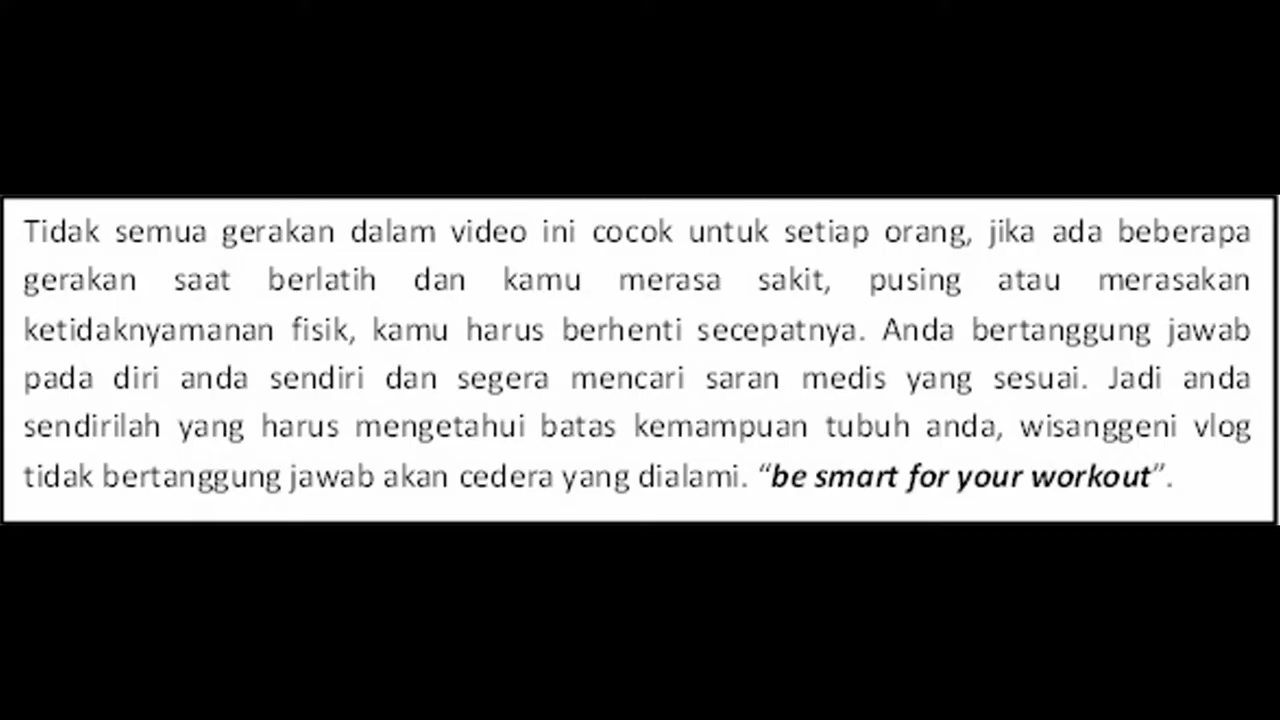 Tidak semua gerakan dalam video ini cocok untuk setiap orang, jika ada beberapa
gerakan saat berlatih dan kamu merasa sakit, pusing atau merasakan
ketidaknyamanan fisik, kamu harus berhenti secepatnya. Anda bertanggung jawab
pada diri anda sendiri dan segera mencari saran medis yang sesuai. Jadi anda
sendirilah yang harus mengetahui batas kemampuan tubuh anda, wisanggeni vlog
tidak bertanggung jawab akan cedera yang dialami. “be smart for your workout”.